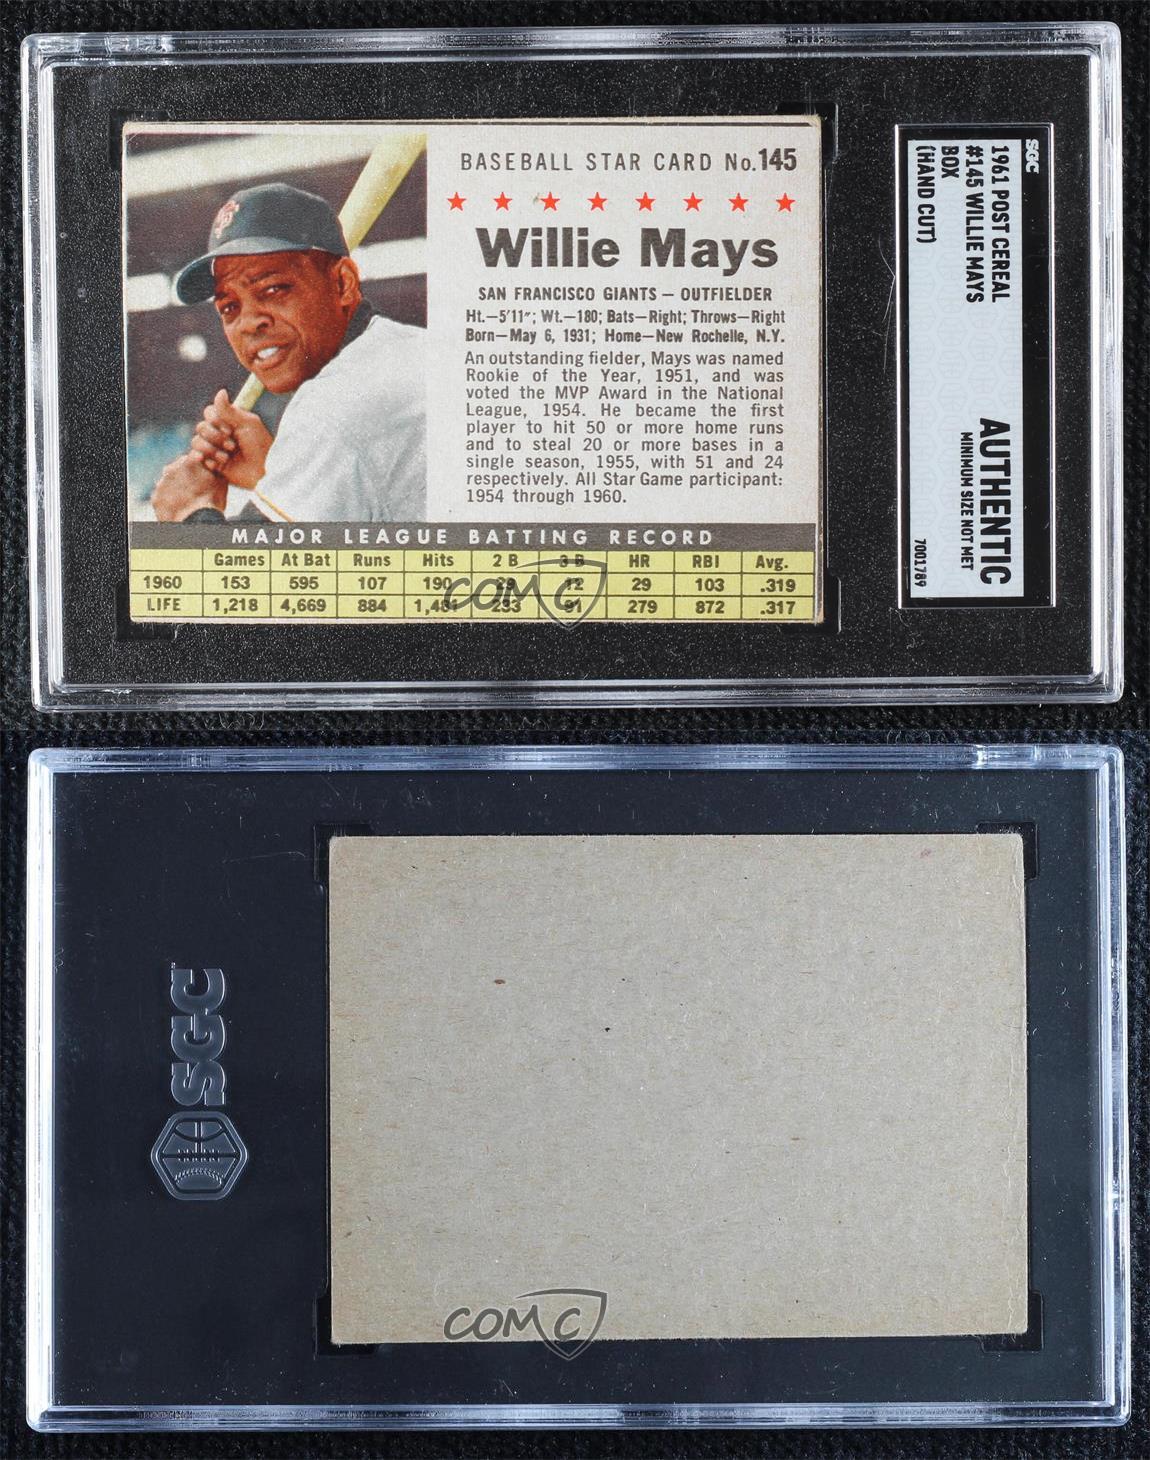 BASEBALL STAR CARD No.145
Willie Mays
SAN FRANCISCO GIANTS — OUTFIELDER
Ht.—5'11"; Wt.—180; Bats—Right; Throws—Right
Born—May 6, 1931; Home—New Rochelle, N.Y.
An outstanding fielder, Mays was named
Rookie of the Year, 1951, and was
voted the MVP Award in the National
League, 1954. He became the first
player to hit 50 or more home runs
and to steal 20 or more bases in a
single season, 1955, with 51 and 24
respectively. All Star Game participant:
1954 through 1960.
MAJOR LEAGUE BATTING RECORD
Games At Bat Runs Hits 2 B 3 B HR RBI Avg.
1960 153 595 107 190 29 12 29 103 .319
LIFE 1,218 4,669 884 1,481 233 91 279 872 .317
COMC
SGC
1961 POST CEREAL
#145 WILLIE MAYS
BOX
(HAND CUT)
AUTHENTIC
MINIMUM SIZE NOT MET
7001789
SGC
COMC